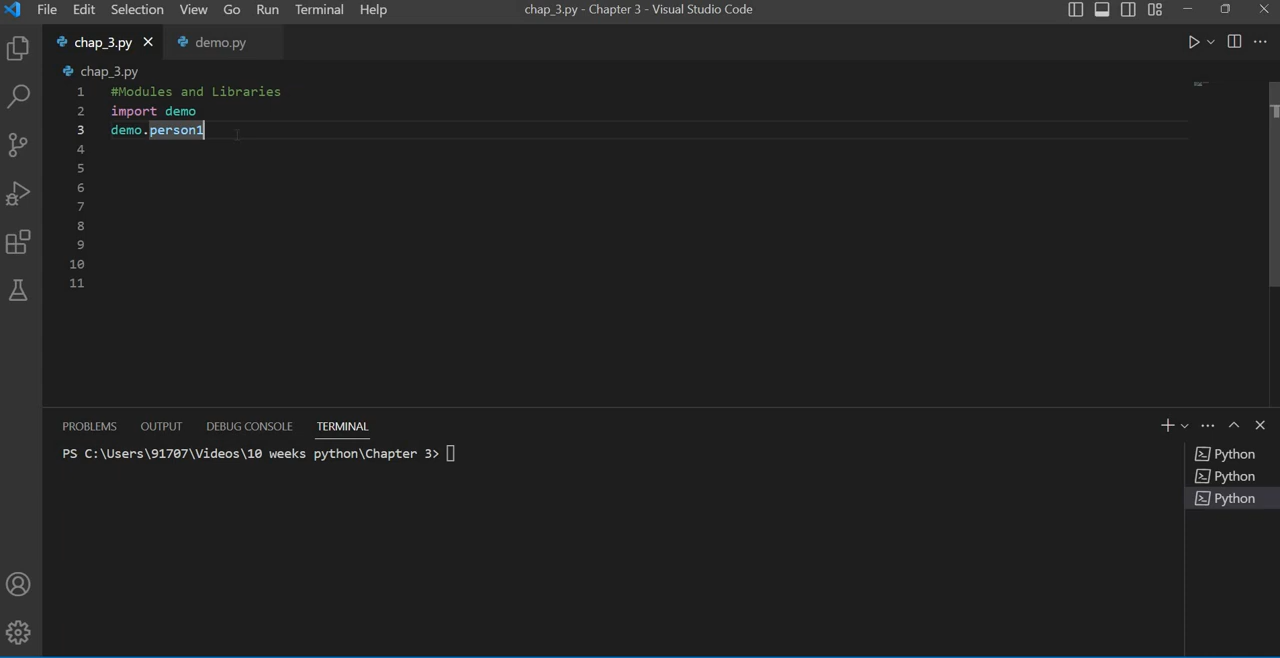 File Edit Selection View Go Run Terminal Help chap_3.py - Chapter 3 - Visual Studio Code
chap_3.py demo.py
chap_3.py
1 #Modules and Libraries
2 import demo
3 demo.person1
4
5
6
7
8
9
10
11
PROBLEMS OUTPUT DEBUG CONSOLE TERMINAL
PS C:\Users\91707\Videos\10 weeks python\Chapter 3>
Python
Python
Python